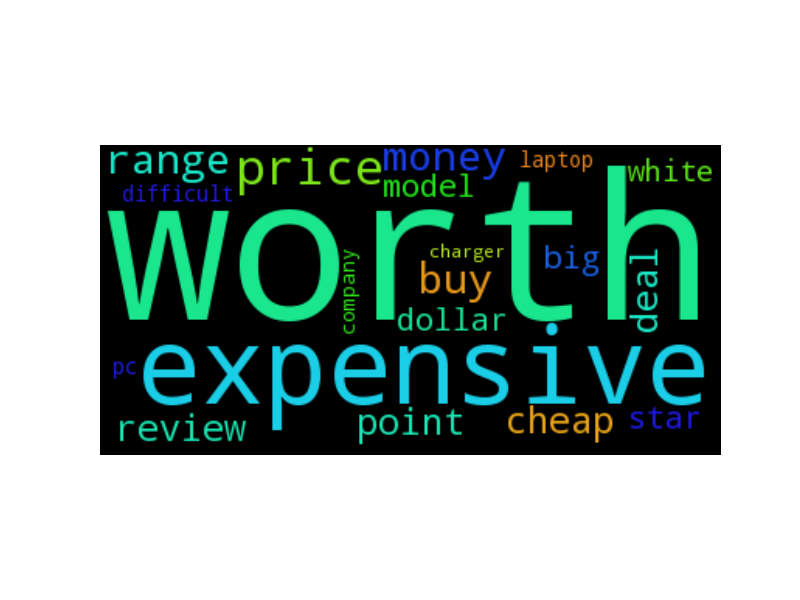 range
price
money
laptop
white
difficult
model
worth
company
charger
big
deal
buy
dollar
pc
expensive
review
point
cheap
star